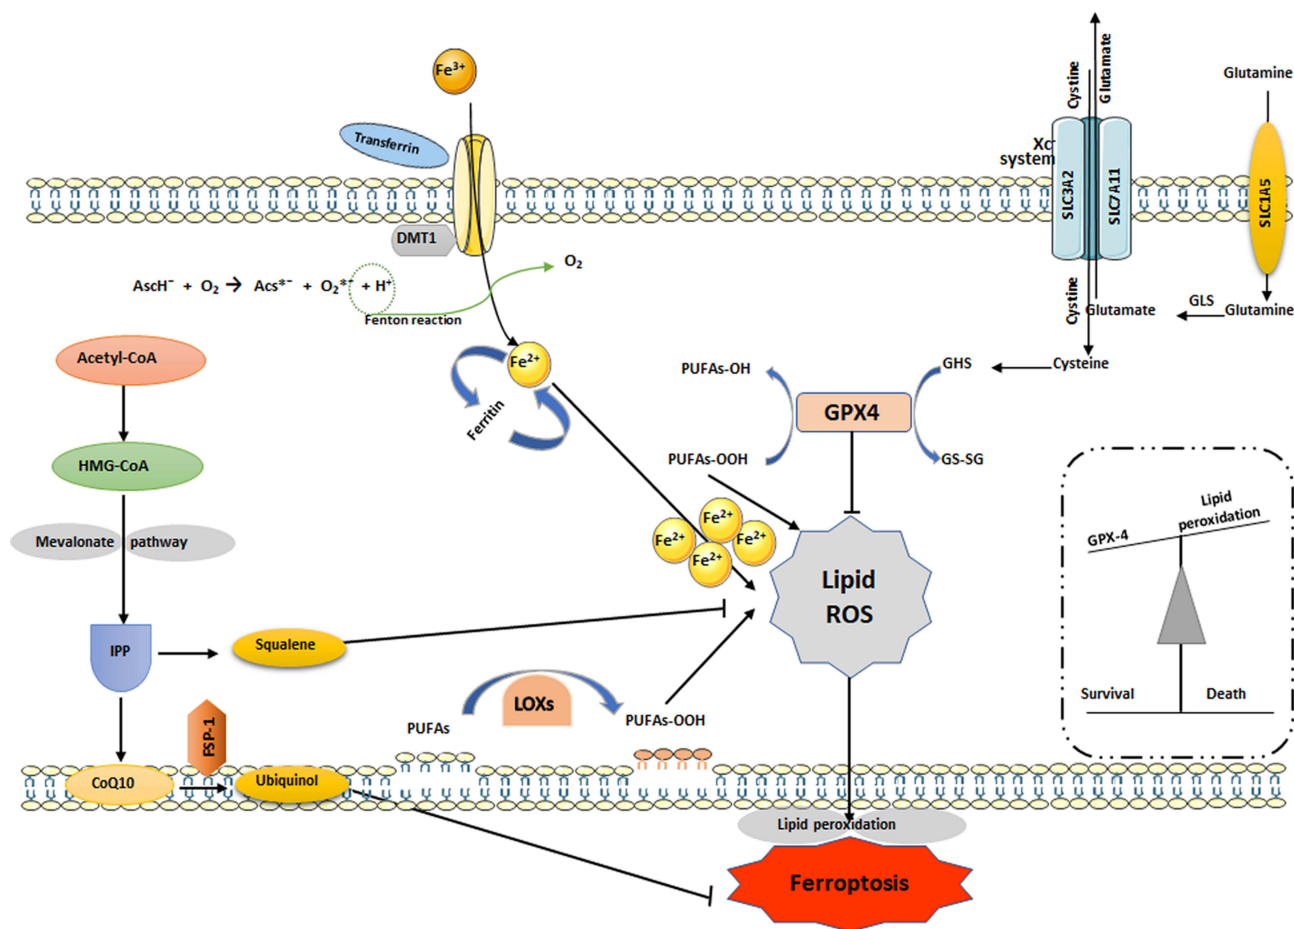 Fe3+
Transferrin
DMT1
Cystine
Glutamate
Glutamine
Xc-
system
SLC3A2
SLC7A11
SLC1A5
AscH⁻ + O2 → Acs*⁻ + O2*⁻ + H⁺
O2
Fenton reaction
Cystine
Glutamate
GLS
Glutamine
Acetyl-CoA
Fe2+
Ferritin
PUFAs-OH
GHS
Cysteine
GPX4
HMG-CoA
PUFAs-OOH
GS-SG
Mevalonate pathway
Fe2+
Fe2+
Fe2+
Fe2+
Lipid
ROS
GPX-4
Lipid
peroxidation
IPP
Squalene
LOXs
PUFAs
PUFAs-OOH
Survival
Death
FSP-1
CoQ10
Ubiquinol
Lipid peroxidation
Ferroptosis